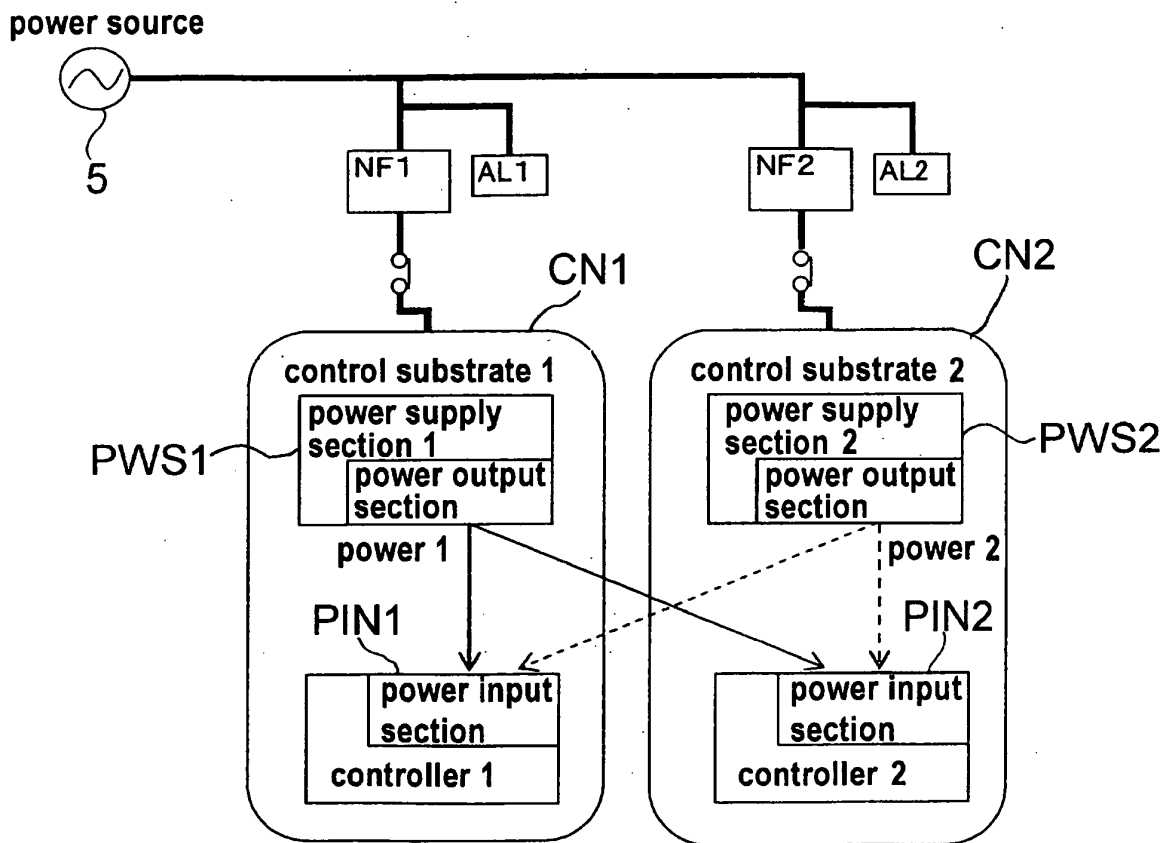 power source
5
NF1
AL1
NF2
AL2
CN1
CN2
control substrate 1
power supply
section 1
power output
section
PWS1
power 1
PIN1
power input
section
controller 1
control substrate 2
power supply
section 2
power output
section
PWS2
power 2
PIN2
power input
section
controller 2